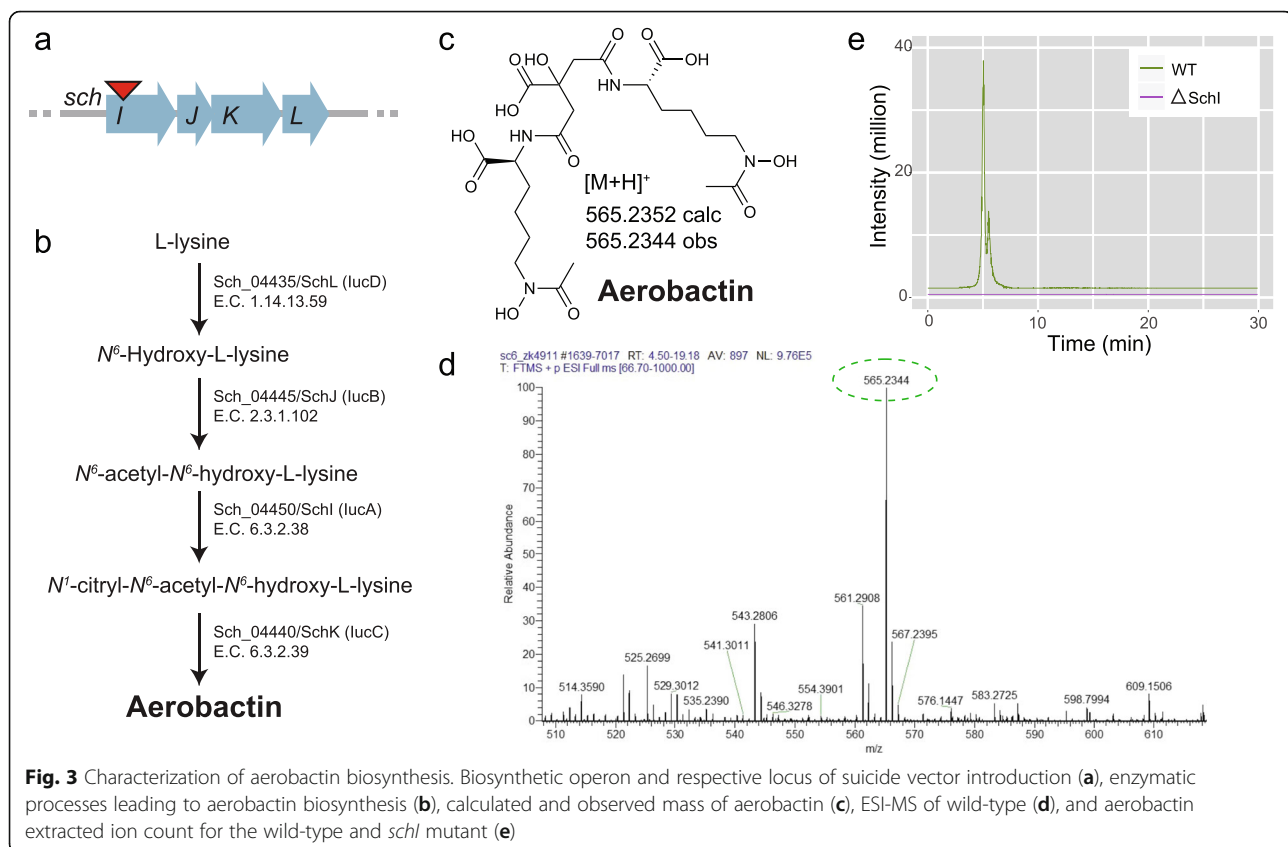 a
sch
I
J
K
L
b
L-lysine
Sch_04435/SchL (IucD)
E.C. 1.14.13.59
N⁶-Hydroxy-L-lysine
Sch_04445/SchJ (IucB)
E.C. 2.3.1.102
N⁶-acetyl-N⁶-hydroxy-L-lysine
Sch_04450/SchI (IucA)
E.C. 6.3.2.38
N¹-citryl-N⁶-acetyl-N⁶-hydroxy-L-lysine
Sch_04440/SchK (IucC)
E.C. 6.3.2.39
Aerobactin
c
O
HO
O
O
OH
O
HO
N
H
HO
O
H
N
O
O
N
OH
O
N
HO
O
[M+H]⁺
565.2352 calc
565.2344 obs
Aerobactin
d
sc6_zk4911 #1639-7017 RT: 4.50-19.18 AV: 897 NL: 9.76E5
T: FTMS + p ESI Full ms [66.70-1000.00]
Relative Abundance
100
90
80
70
60
50
40
30
20
10
0
514.3590
525.2699
529.3012
535.2390
541.3011
543.2806
546.3278
554.3901
561.2908
565.2344
567.2395
576.1447
583.2725
598.7994
609.1506
510
520
530
540
550
560
570
580
590
600
610
m/z
e
Intensity (million)
40
20
0
WT
△SchI
0
10
20
30
Time (min)
Fig. 3 Characterization of aerobactin biosynthesis. Biosynthetic operon and respective locus of suicide vector introduction (a), enzymatic
processes leading to aerobactin biosynthesis (b), calculated and observed mass of aerobactin (c), ESI-MS of wild-type (d), and aerobactin
extracted ion count for the wild-type and schI mutant (e)